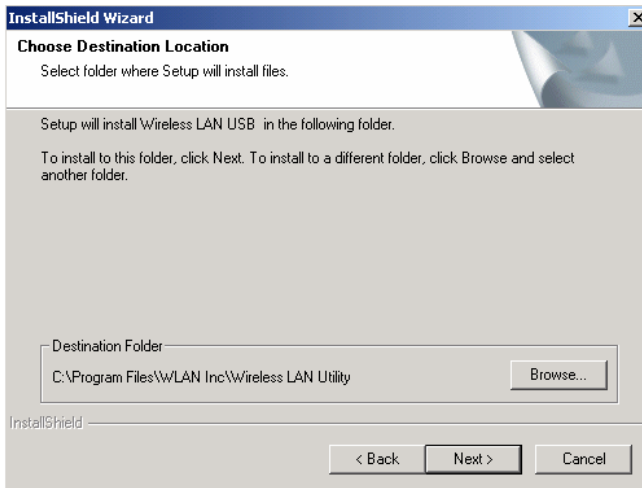 InstallShield Wizard
Choose Destination Location
Select folder where Setup will install files.
Setup will install Wireless LAN USB  in the following folder.
To install to this folder, click Next. To install to a different folder, click Browse and select
another folder.
Destination Folder
C:\Program Files\WLAN Inc\Wireless LAN Utility
Browse...
InstallShield
< Back
Next >
Cancel